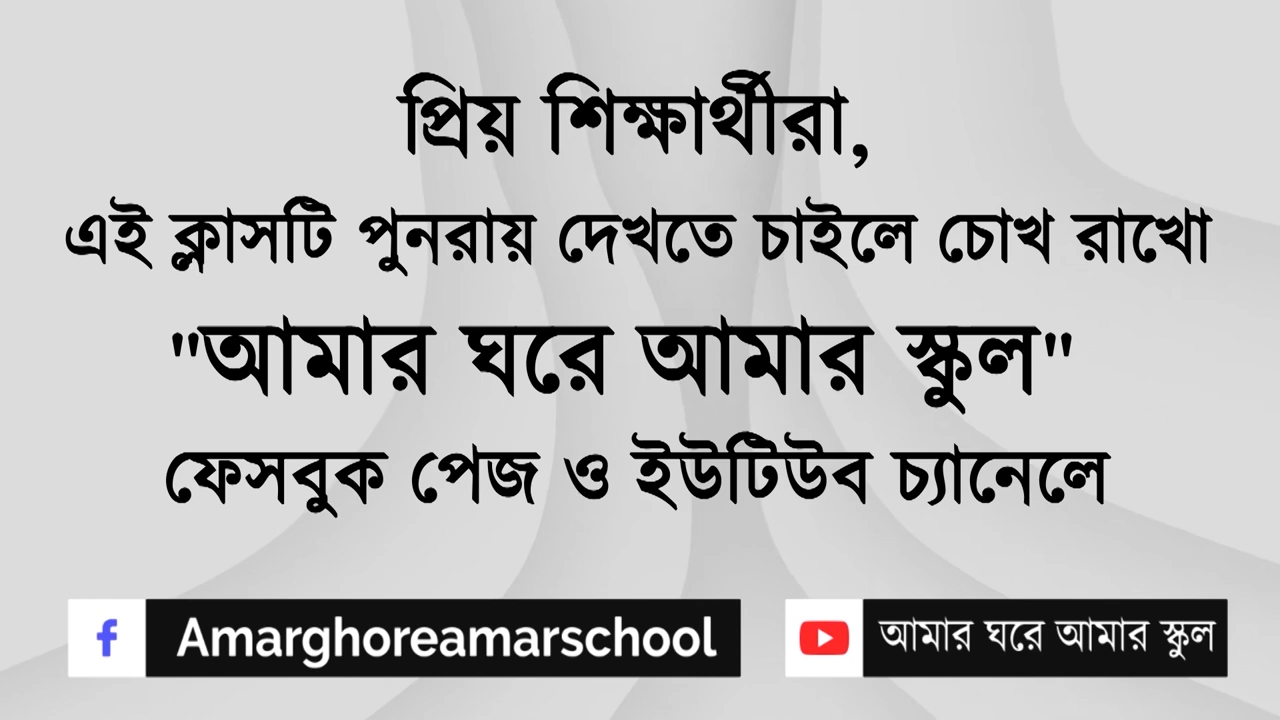 প্রিয় শিক্ষার্থীরা,
এই ক্লাসটি পুনরায় দেখতে চাইলে চোখ রাখো
"আমার ঘরে আমার স্কুল"
ফেসবুক পেজ ও ইউটিউব চ্যানেলে
Amarghoreamarschool
আমার ঘরে আমার স্কুল